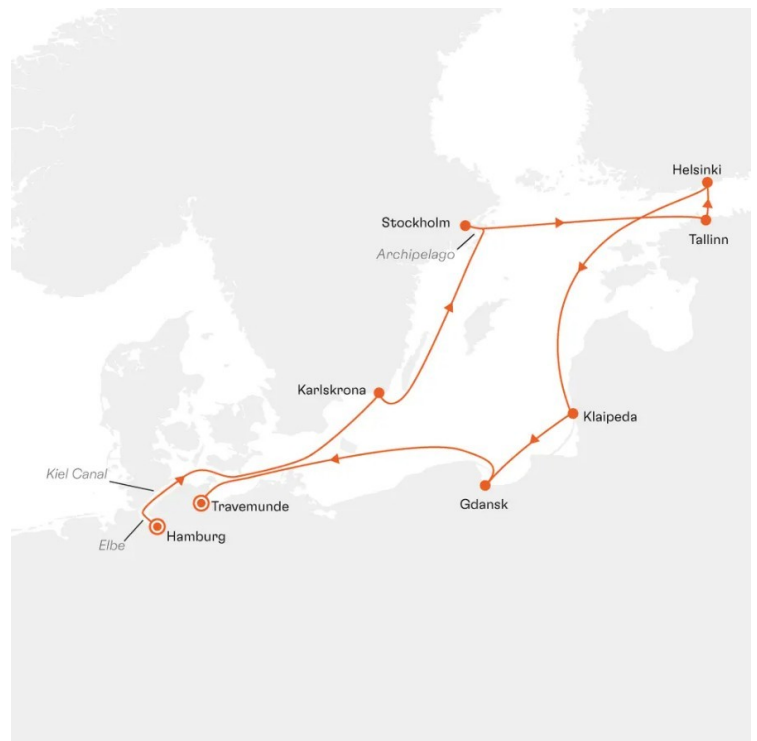 Helsinki
Stockholm
Tallinn
Archipelago
Karlskrona
Klaipeda
Kiel Canal
Gdansk
Travemunde
Hamburg
Elbe